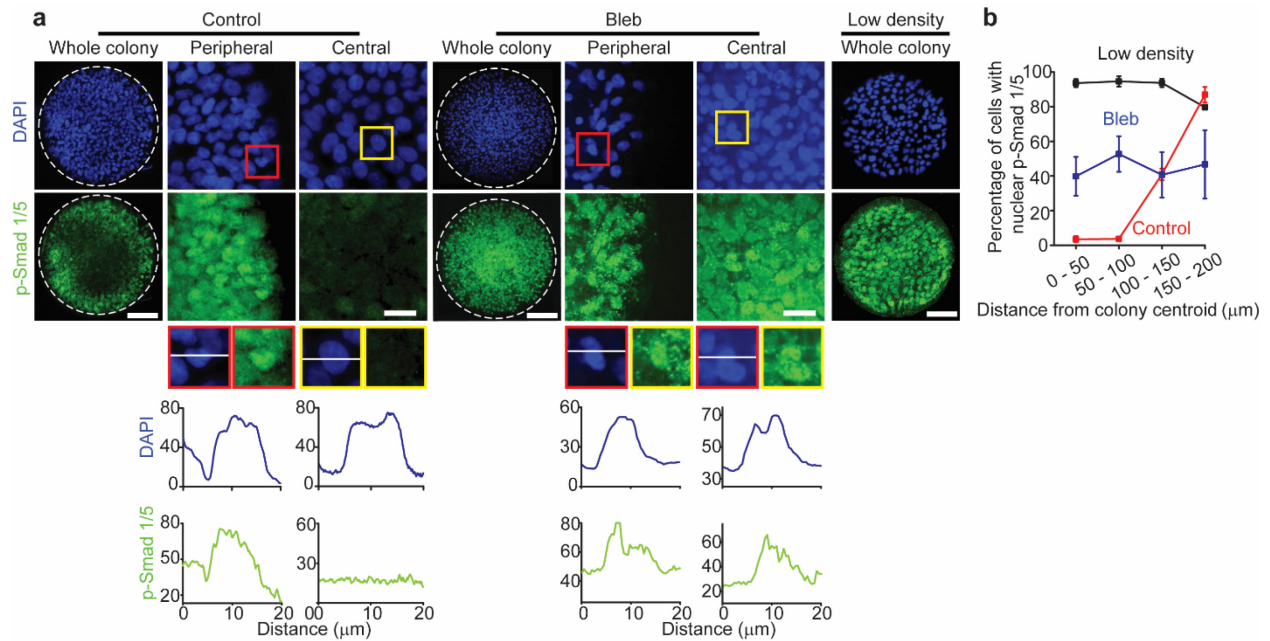 a
Control
Bleb
Low density
Whole colony
Peripheral
Central
Whole colony
Peripheral
Central
Whole colony
DAPI
p-Smad 1/5
DAPI
80
40
0
80
40
0
60
30
0
70
50
30
p-Smad 1/5
80
50
20
60
30
0
80
60
40
80
60
40
20
0
10
20
0
10
20
0
10
20
0
10
20
Distance (μm)
Distance (μm)
b
Low density
Bleb
Control
Percentage of cells with
nuclear p-Smad 1/5
100
80
60
40
20
0
0 - 50
50 - 100
100 - 150
150 - 200
Distance from colony centroid (μm)